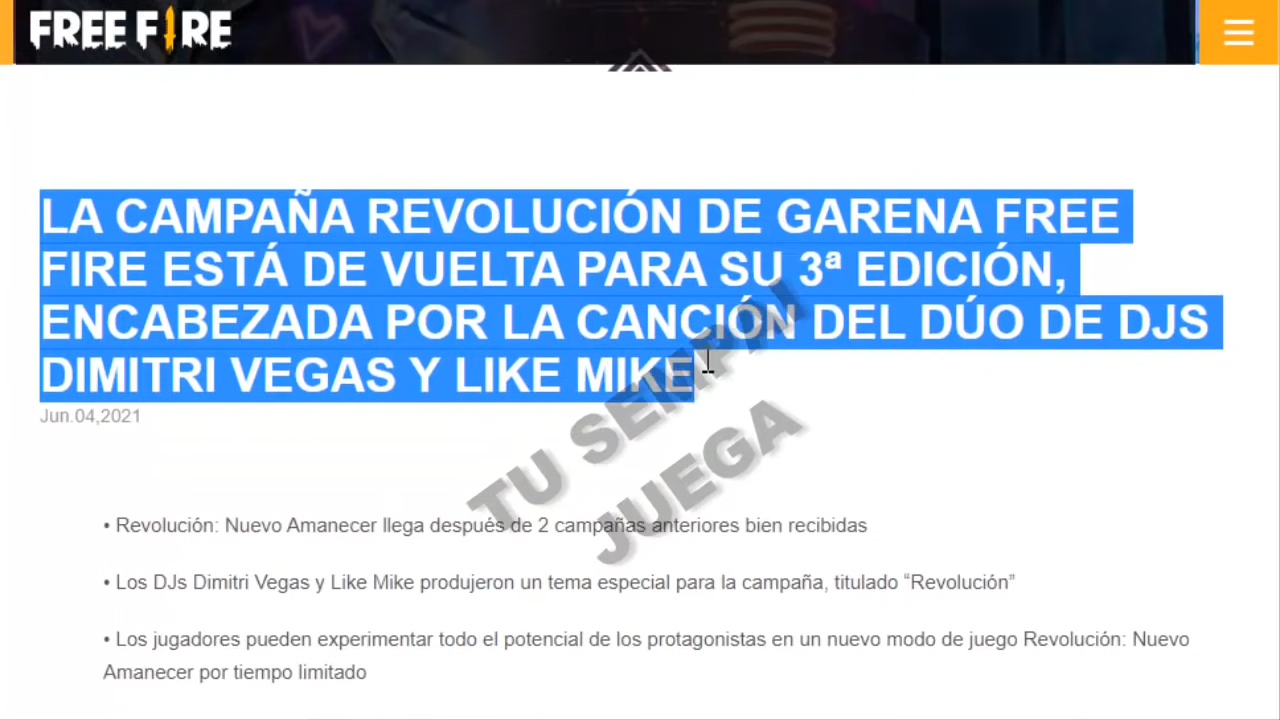 FREE FIRE
LA CAMPAÑA REVOLUCIÓN DE GARENA FREE
FIRE ESTÁ DE VUELTA PARA SU 3ª EDICIÓN,
ENCABEZADA POR LA CANCIÓN DEL DÚO DE DJS
DIMITRI VEGAS Y LIKE MIKE
Jun.04,2021
TU SEMPAI
JUEGA
• Revolución: Nuevo Amanecer llega después de 2 campañas anteriores bien recibidas
• Los DJs Dimitri Vegas y Like Mike produjeron un tema especial para la campaña, titulado “Revolución”
• Los jugadores pueden experimentar todo el potencial de los protagonistas en un nuevo modo de juego Revolución: Nuevo
Amanecer por tiempo limitado